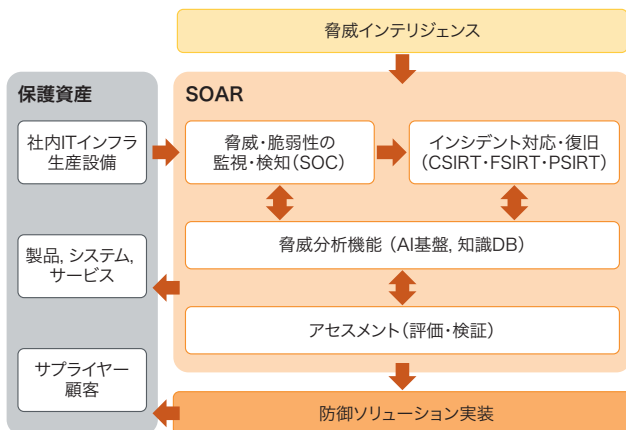 脅威インテリジェンス
保護資産
社内ITインフラ
生産設備
製品, システム,
サービス
サプライヤー
顧客
SOAR
脅威・脆弱性の
監視・検知(SOC)
インシデント対応・復旧
(CSIRT・FSIRT・PSIRT)
脅威分析機能 (AI基盤, 知識DB)
アセスメント(評価・検証)
防御ソリューション実装